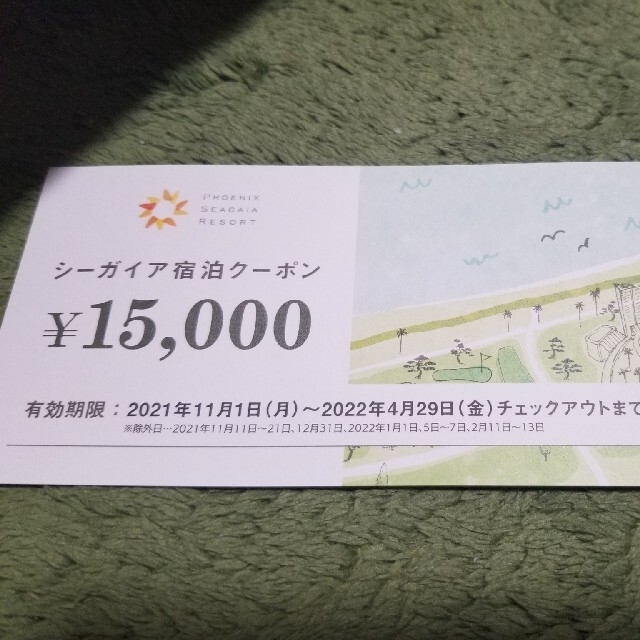 PHOENIX
SEAGAIA
RESORT
シーガイア宿泊クーポン
¥15,000
有効期限：2021年11月1日(月)～2022年4月29日(金)チェックアウトまで
※除外日…2021年11月11日～21日、12月31日、2022年1月1日、5日～7日、2月11日～13日